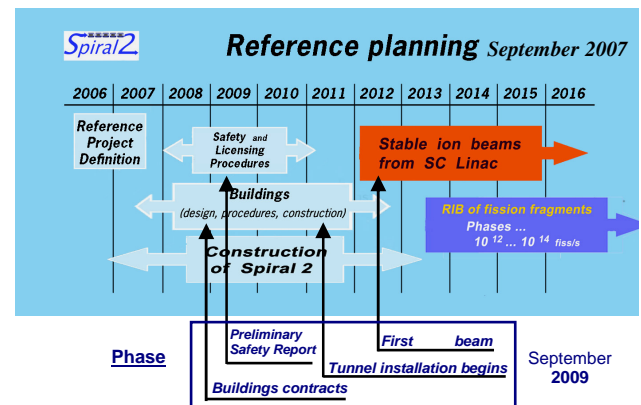 Spiral2
Reference planning September 2007
2006 2007 2008 2009 2010 2011 2012 2013 2014 2015 2016
Reference
Project
Definition
Safety and
Licensing
Procedures
Stable ion beams
from SC Linac
Buildings
(design, procedures, construction)
RIB of fission fragments
Phases ...
10 12 ... 10 14 fiss/s
Construction
of Spiral 2
Phase
Preliminary
Safety Report
First beam
Tunnel installation begins
Buildings contracts
September
2009